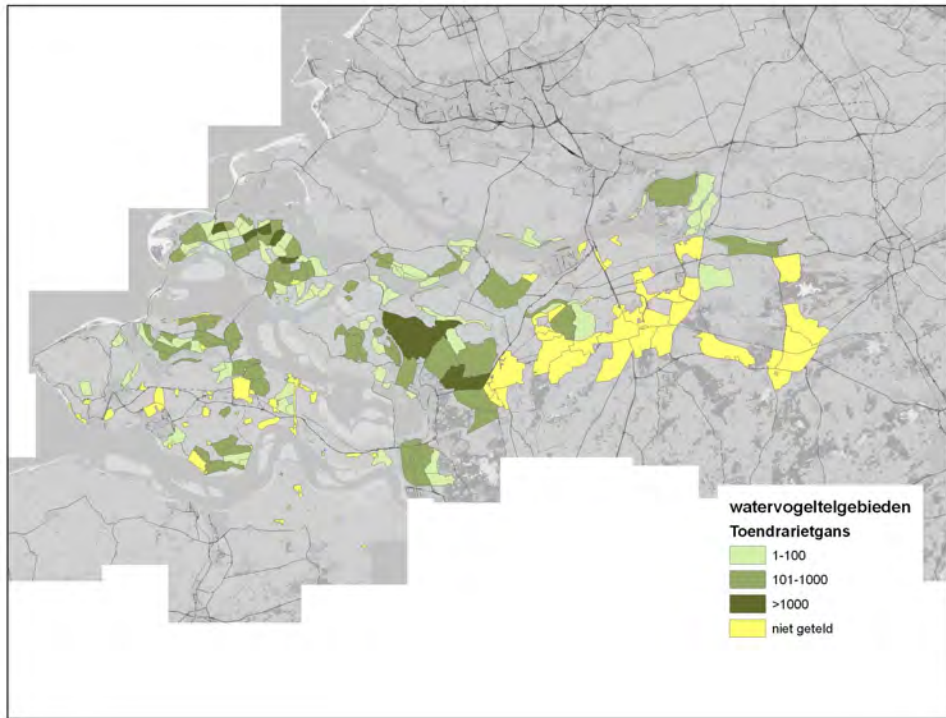 watervogeltelgebieden
Toendrarietgans
1-100
101-1000
>1000
niet geteld